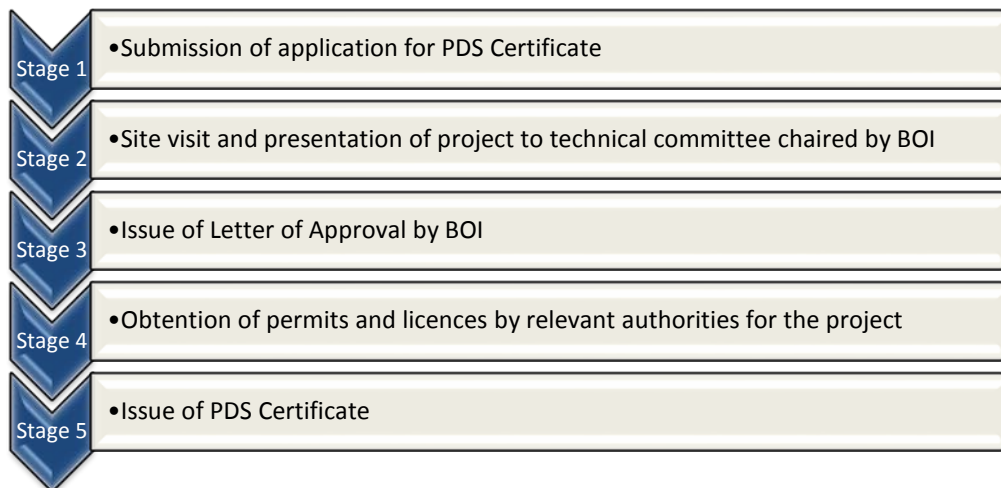 Stage 1
•Submission of application for PDS Certificate
Stage 2
•Site visit and presentation of project to technical committee chaired by BOI
Stage 3
•Issue of Letter of Approval by BOI
Stage 4
•Obtention of permits and licences by relevant authorities for the project
Stage 5
•Issue of PDS Certificate